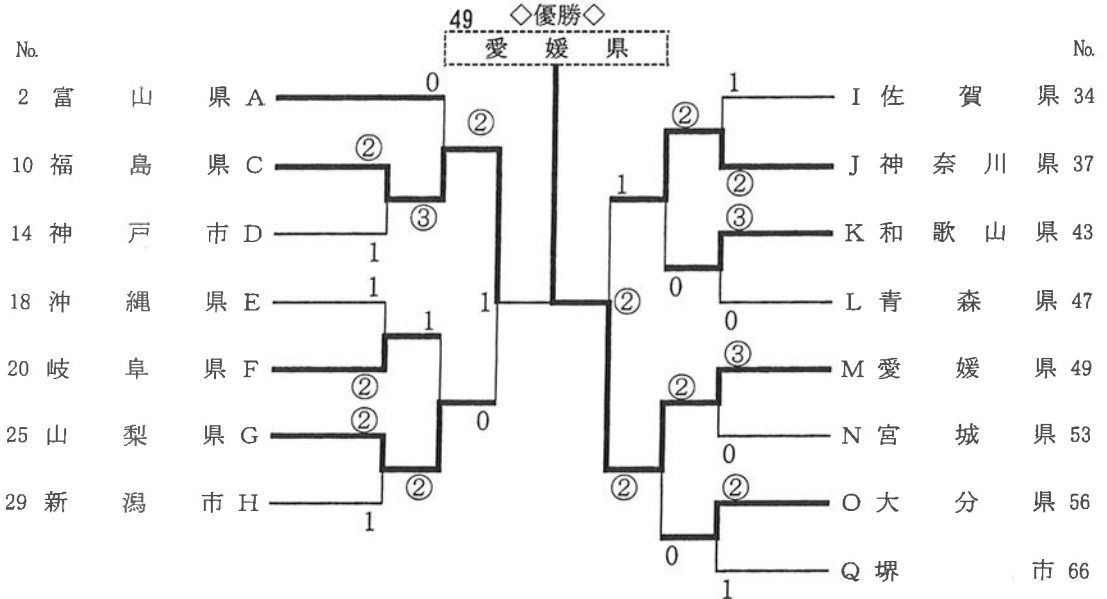 49 ◇優勝◇
愛媛県
No. No.
0 1
2 富山県 A I 佐賀県 34
② ②
②
10 福島県 C J 神奈川県 37
③ 1 ②
③
14 神戸市 D K 和歌山県 43
1 0
1
18 沖縄県 E L 青森県 47
1 1 ② 0
③
20 岐阜県 F M 愛媛県 49
② ②
② 0
25 山梨県 G N 宮城県 53
0
② ② ②
29 新潟市 H O 大分県 56
1 0
Q 堺市 66
1